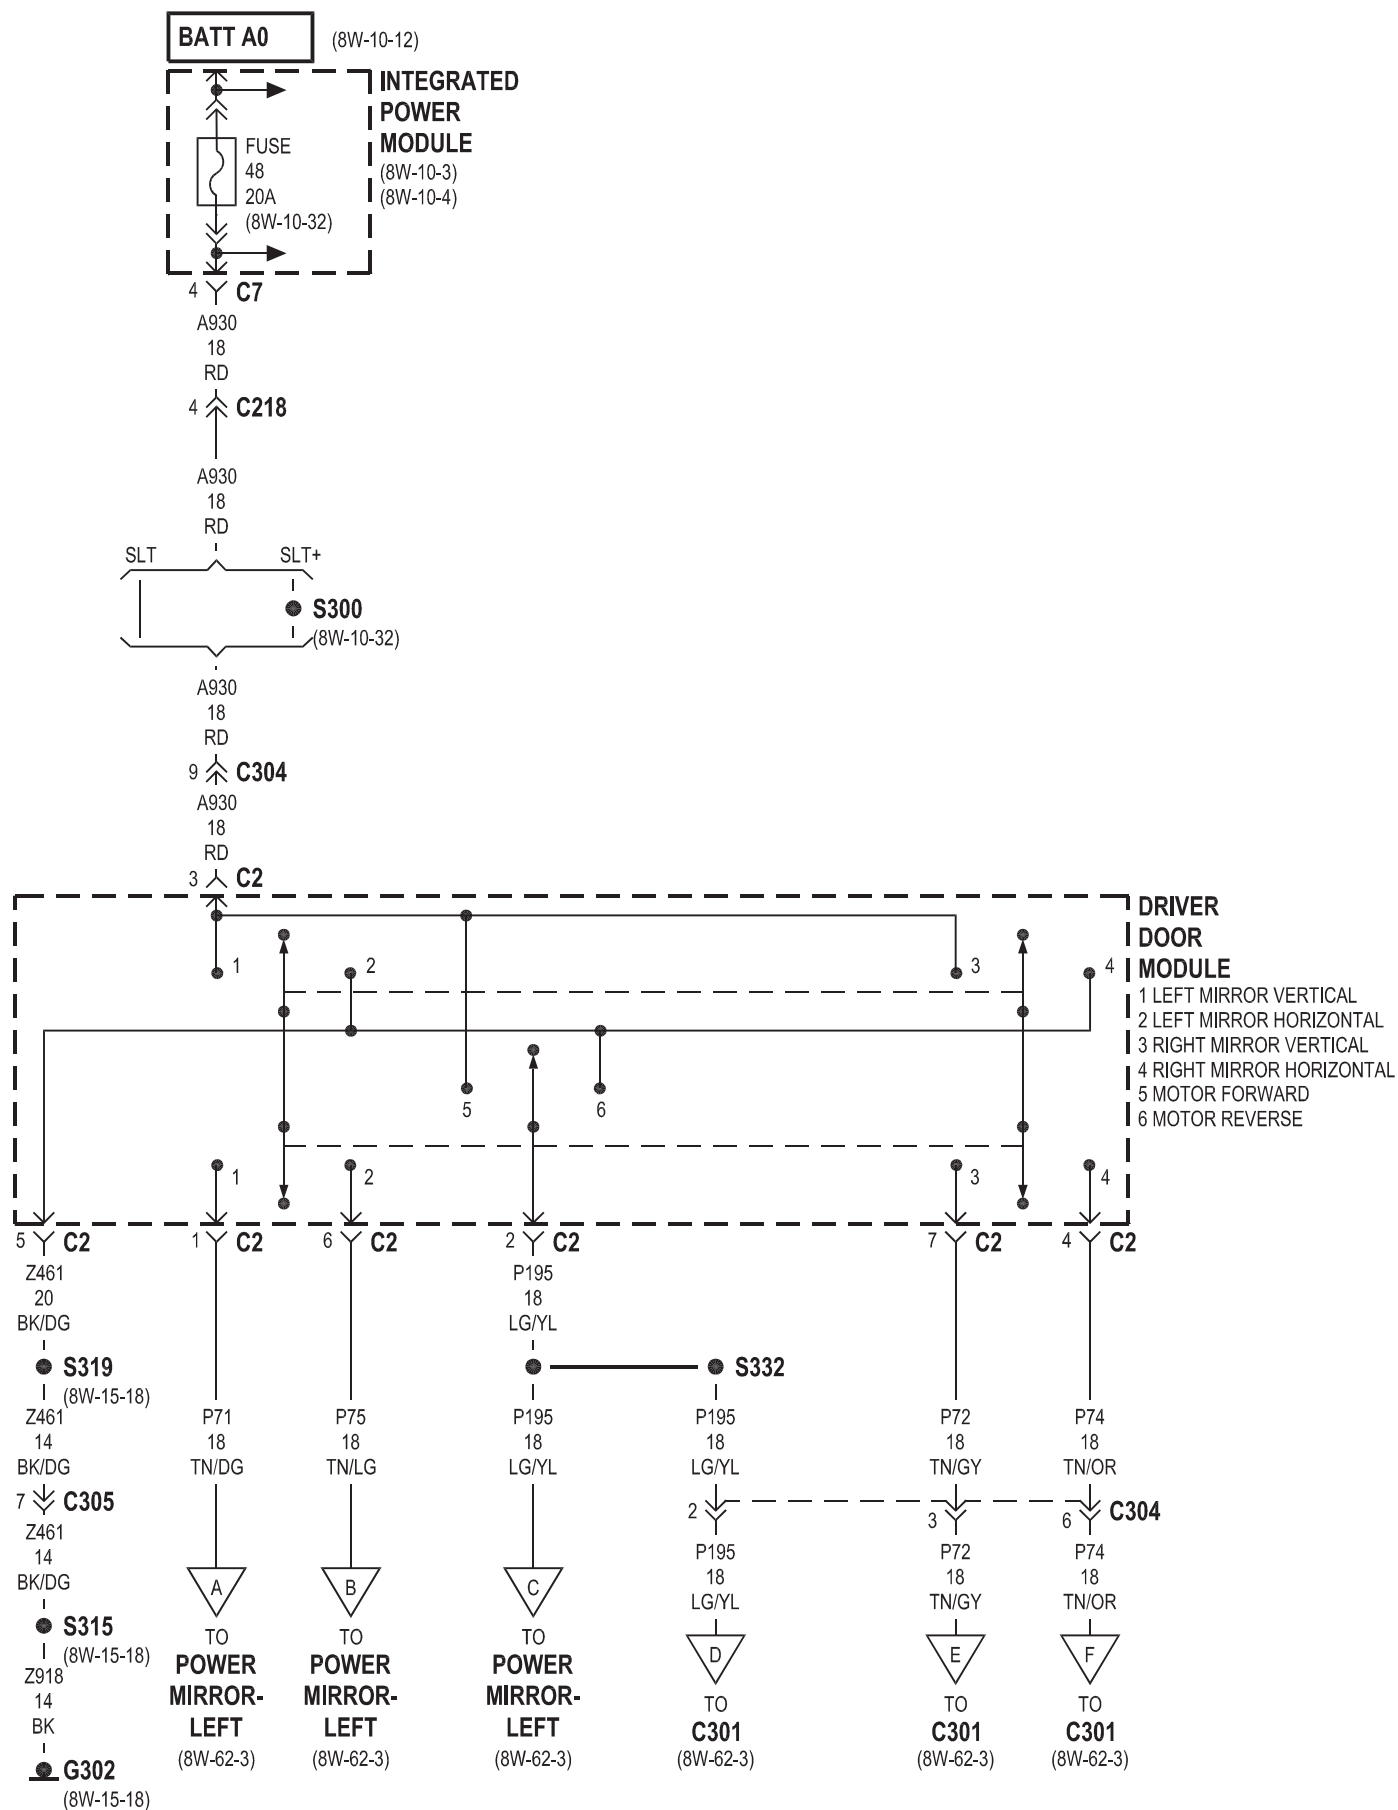 BATT A0
(8W-10-12)
INTEGRATED
POWER
MODULE
(8W-10-3)
(8W-10-4)
FUSE
48
20A
(8W-10-32)
4
C7
A930
18
RD
4
C218
A930
18
RD
SLT
SLT+
S300
(8W-10-32)
A930
18
RD
9
C304
A930
18
RD
3
C2
DRIVER
DOOR
MODULE
1 LEFT MIRROR VERTICAL
2 LEFT MIRROR HORIZONTAL
3 RIGHT MIRROR VERTICAL
4 RIGHT MIRROR HORIZONTAL
5 MOTOR FORWARD
6 MOTOR REVERSE
1
2
3
4
5
6
1
2
3
4
5 C2
1 C2
6 C2
2 C2
7 C2
4 C2
Z461
20
BK/DG
P195
18
LG/YL
S319
(8W-15-18)
S332
Z461
14
BK/DG
P71
18
TN/DG
P75
18
TN/LG
P195
18
LG/YL
P195
18
LG/YL
P72
18
TN/GY
P74
18
TN/OR
7 C305
2
3
6
C304
Z461
14
BK/DG
P195
18
LG/YL
P72
18
TN/GY
P74
18
TN/OR
S315
(8W-15-18)
Z918
14
BK
G302
(8W-15-18)
A
TO
POWER
MIRROR-
LEFT
(8W-62-3)
B
TO
POWER
MIRROR-
LEFT
(8W-62-3)
C
TO
POWER
MIRROR-
LEFT
(8W-62-3)
D
TO
C301
(8W-62-3)
E
TO
C301
(8W-62-3)
F
TO
C301
(8W-62-3)